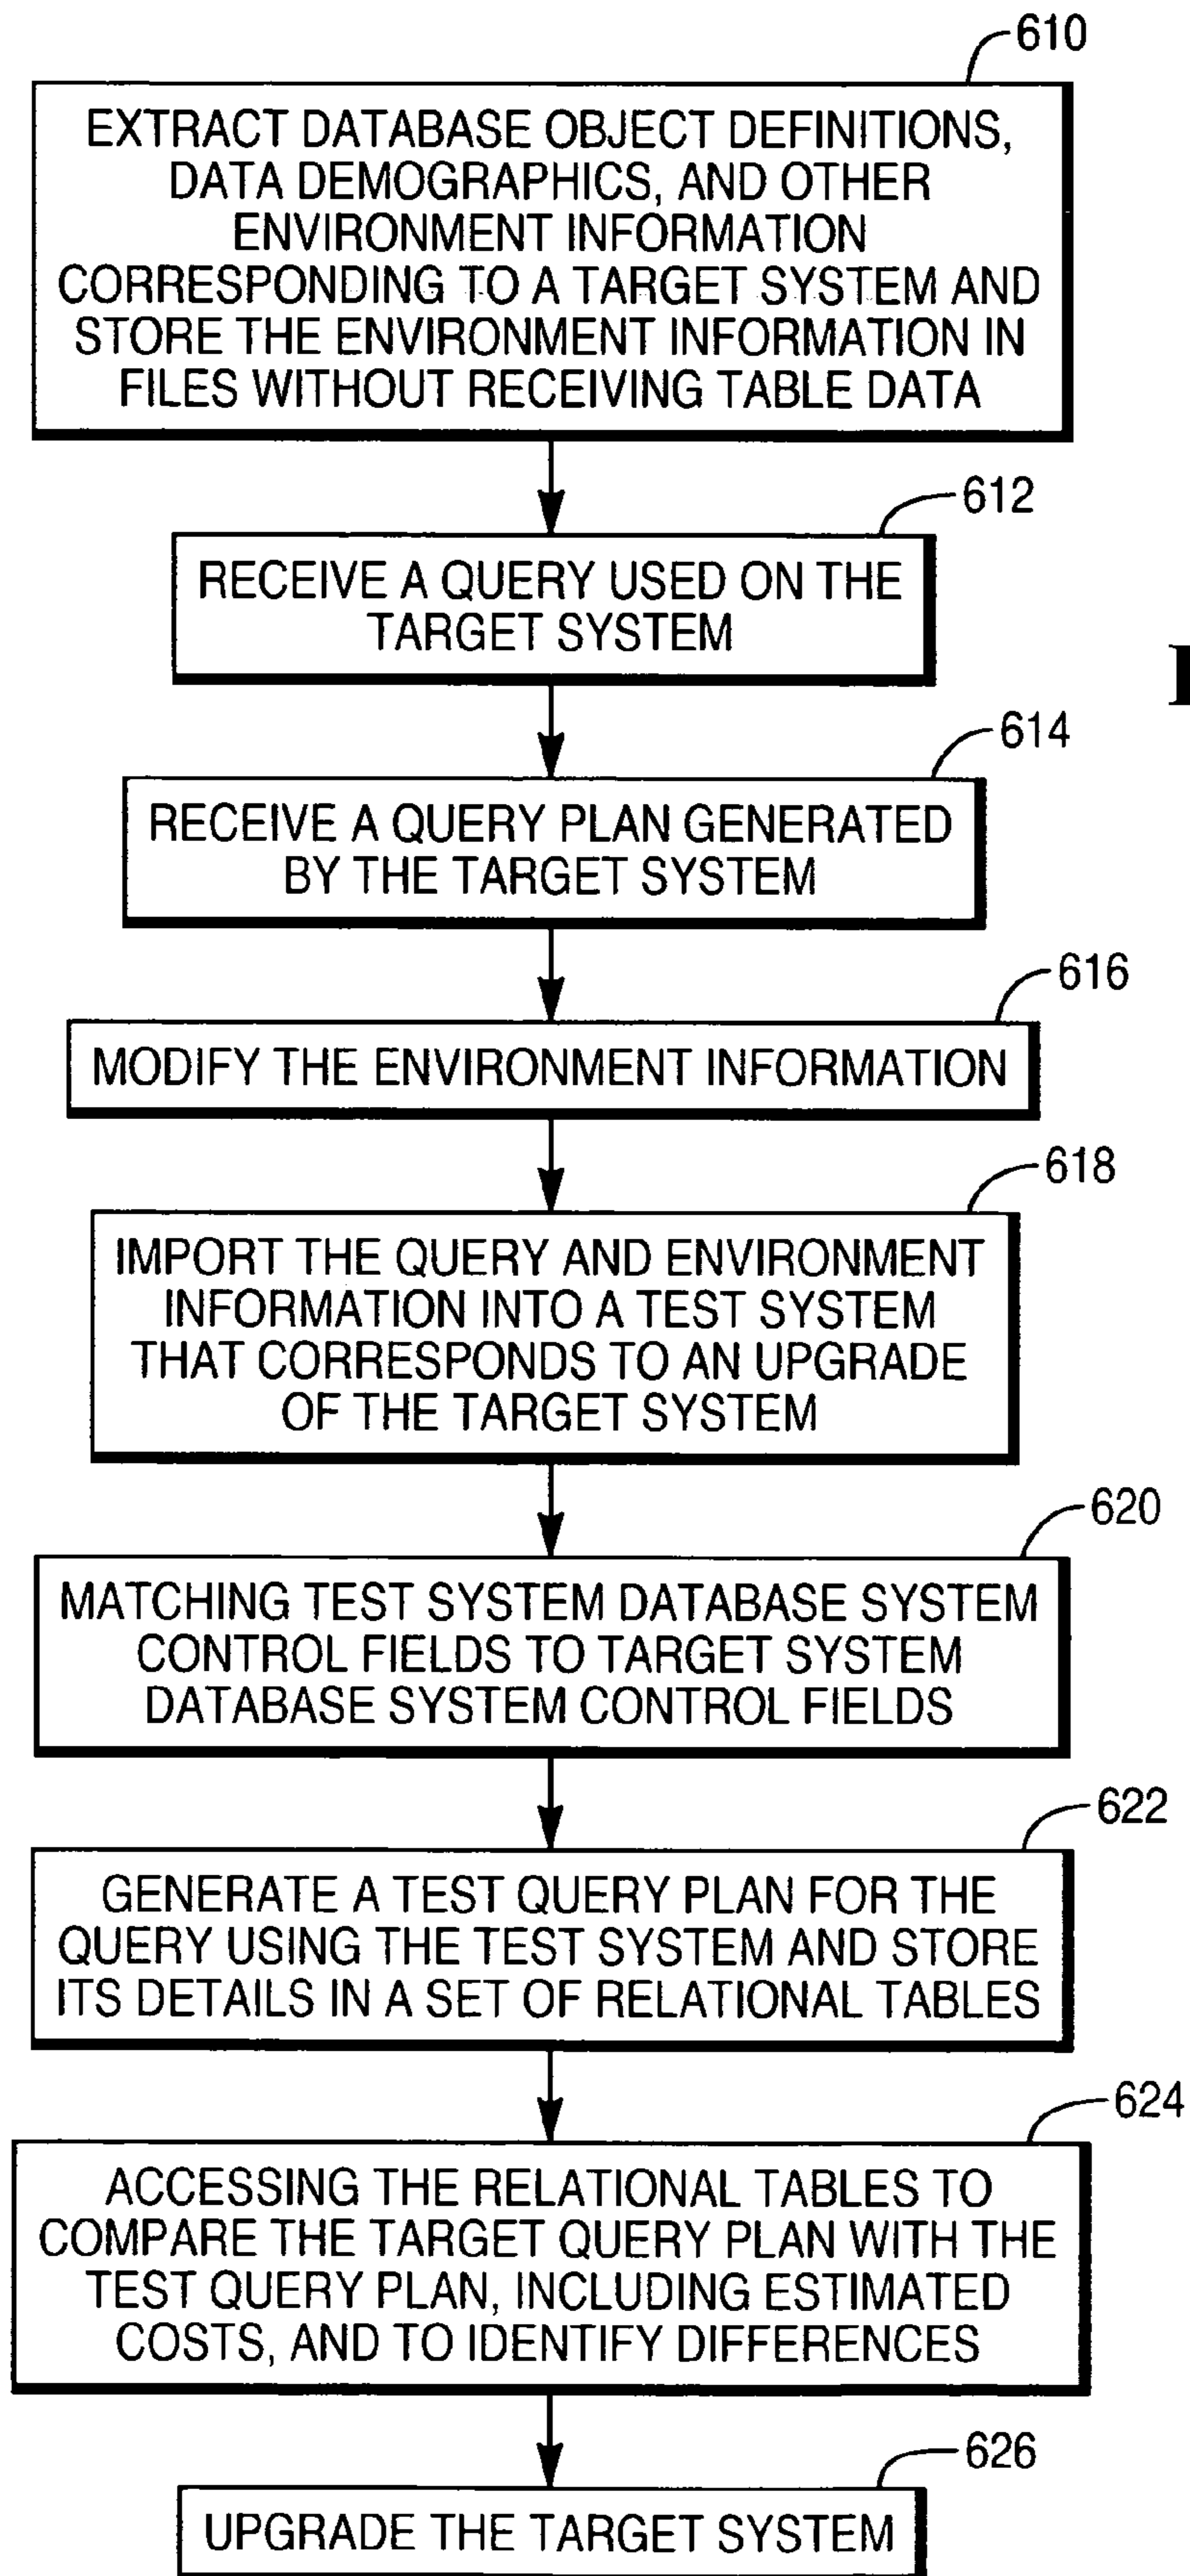 610
EXTRACT DATABASE OBJECT DEFINITIONS,
DATA DEMOGRAPHICS, AND OTHER
ENVIRONMENT INFORMATION
CORRESPONDING TO A TARGET SYSTEM AND
STORE THE ENVIRONMENT INFORMATION IN
FILES WITHOUT RECEIVING TABLE DATA
612
RECEIVE A QUERY USED ON THE
TARGET SYSTEM
614
RECEIVE A QUERY PLAN GENERATED
BY THE TARGET SYSTEM
616
MODIFY THE ENVIRONMENT INFORMATION
618
IMPORT THE QUERY AND ENVIRONMENT
INFORMATION INTO A TEST SYSTEM
THAT CORRESPONDS TO AN UPGRADE
OF THE TARGET SYSTEM
620
MATCHING TEST SYSTEM DATABASE SYSTEM
CONTROL FIELDS TO TARGET SYSTEM
DATABASE SYSTEM CONTROL FIELDS
622
GENERATE A TEST QUERY PLAN FOR THE
QUERY USING THE TEST SYSTEM AND STORE
ITS DETAILS IN A SET OF RELATIONAL TABLES
624
ACCESSING THE RELATIONAL TABLES TO
COMPARE THE TARGET QUERY PLAN WITH THE
TEST QUERY PLAN, INCLUDING ESTIMATED
COSTS, AND TO IDENTIFY DIFFERENCES
626
UPGRADE THE TARGET SYSTEM